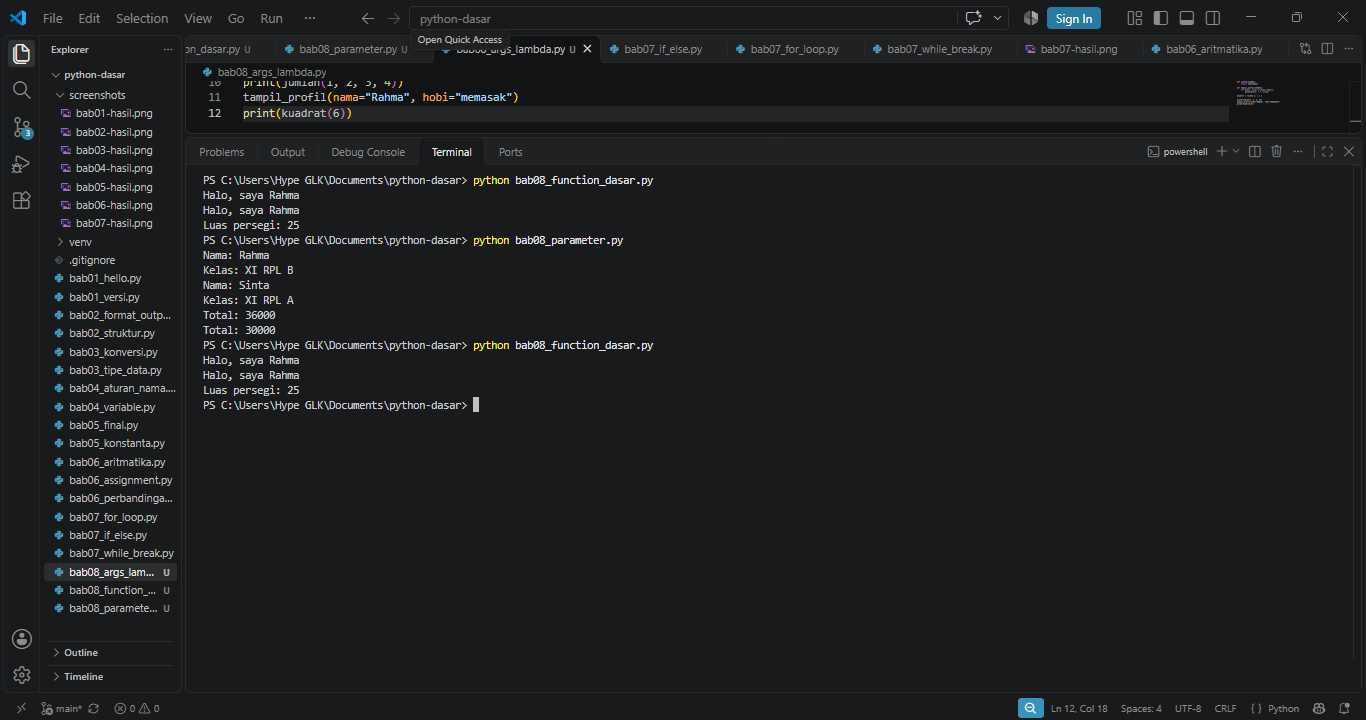 File Edit Selection View Go Run ··· python-dasar Sign In
Open Quick Access
Explorer
python-dasar
screenshots
bab01-hasil.png
bab02-hasil.png
bab03-hasil.png
bab04-hasil.png
bab05-hasil.png
bab06-hasil.png
bab07-hasil.png
venv
.gitignore
bab01_hello.py
bab01_versi.py
bab02_format_outp...
bab02_struktur.py
bab03_konversi.py
bab03_tipe_data.py
bab04_aturan_nama....
bab04_variable.py
bab05_final.py
bab05_konstanta.py
bab06_aritmatika.py
bab06_assignment.py
bab06_perbandinga...
bab07_for_loop.py
bab07_if_else.py
bab07_while_break.py
bab08_args_lam... U
bab08_function_... U
bab08_paramete... U
Outline
Timeline
on_dasar.py U bab08_parameter.py U bab08_args_lambda.py U bab07_if_else.py bab07_for_loop.py bab07_while_break.py bab07-hasil.png bab06_aritmatika.py
bab08_args_lambda.py
10 print(jumlah(1, 2, 3, 4))
11 tampil_profil(nama="Rahma", hobi="memasak")
12 print(kuadrat(6))
Problems Output Debug Console Terminal Ports powershell
PS C:\Users\Hype GLK\Documents\python-dasar> python bab08_function_dasar.py
Halo, saya Rahma
Halo, saya Rahma
Luas persegi: 25
PS C:\Users\Hype GLK\Documents\python-dasar> python bab08_parameter.py
Nama: Rahma
Kelas: XI RPL B
Nama: Sinta
Kelas: XI RPL A
Total: 36000
Total: 30000
PS C:\Users\Hype GLK\Documents\python-dasar> python bab08_function_dasar.py
Halo, saya Rahma
Halo, saya Rahma
Luas persegi: 25
PS C:\Users\Hype GLK\Documents\python-dasar>
3
main* 0 0 Ln 12, Col 18 Spaces: 4 UTF-8 CRLF { } Python